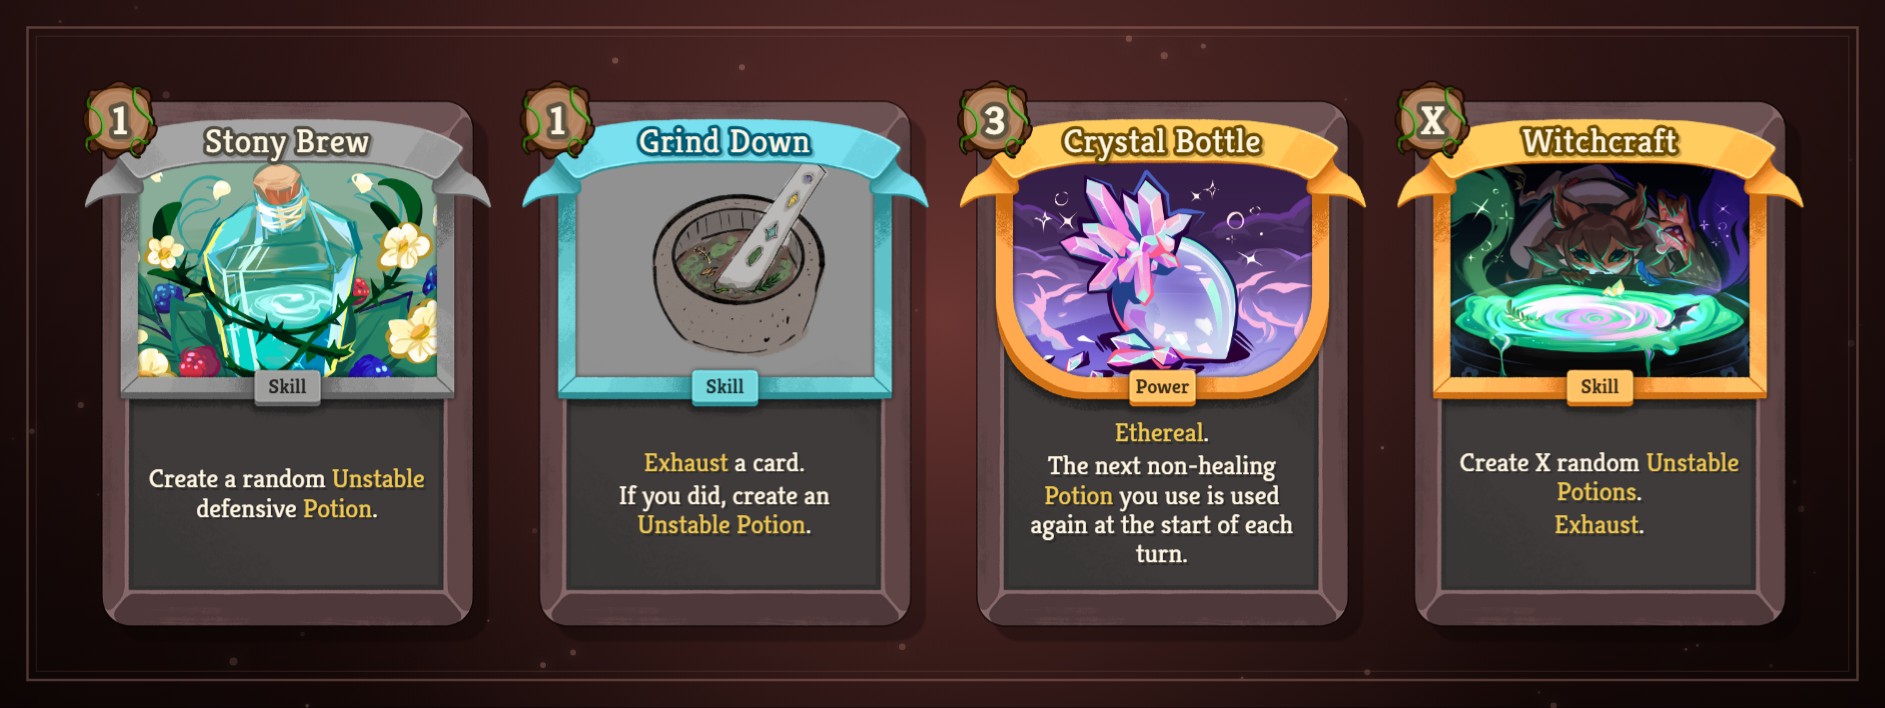 1
Stony Brew
Skill
Create a random Unstable
defensive Potion.
1
Grind Down
Skill
Exhaust a card.
If you did, create an
Unstable Potion.
3
Crystal Bottle
Power
Ethereal.
The next non-healing
Potion you use is used
again at the start of each
turn.
X
Witchcraft
Skill
Create X random Unstable
Potions.
Exhaust.